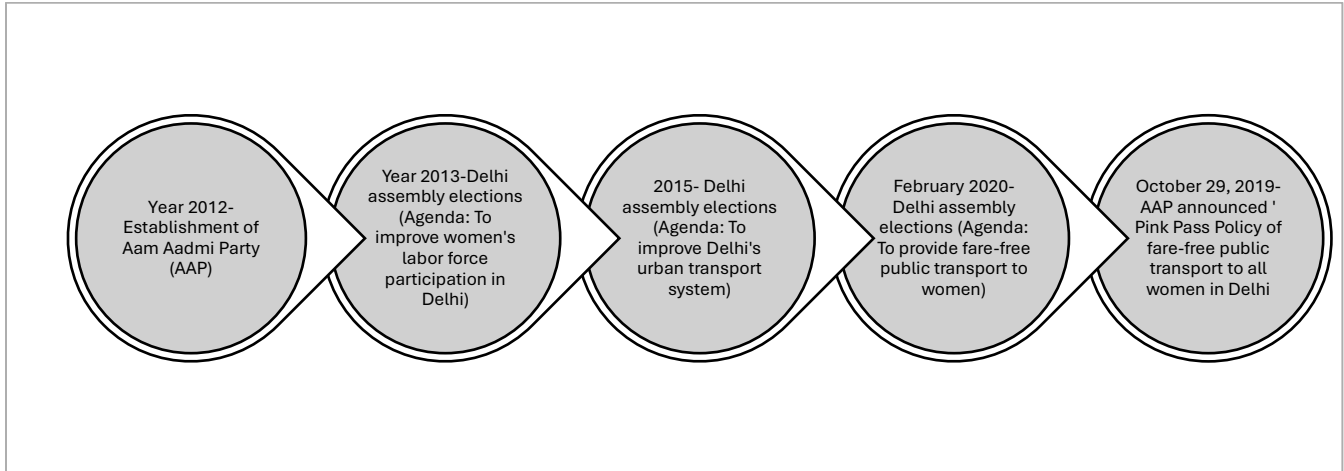 Year 2012-
Establishment of
Aam Aadmi Party
(AAP)
Year 2013-Delhi
assembly elections
(Agenda: To
improve women's
labor force
participation in
Delhi)
2015- Delhi
assembly elections
(Agenda: To
improve Delhi's
urban transport
system)
February 2020-
Delhi assembly
elections (Agenda:
To provide fare-free
public transport to
women)
October 29, 2019-
AAP announced '
Pink Pass Policy of
fare-free public
transport to all
women in Delhi